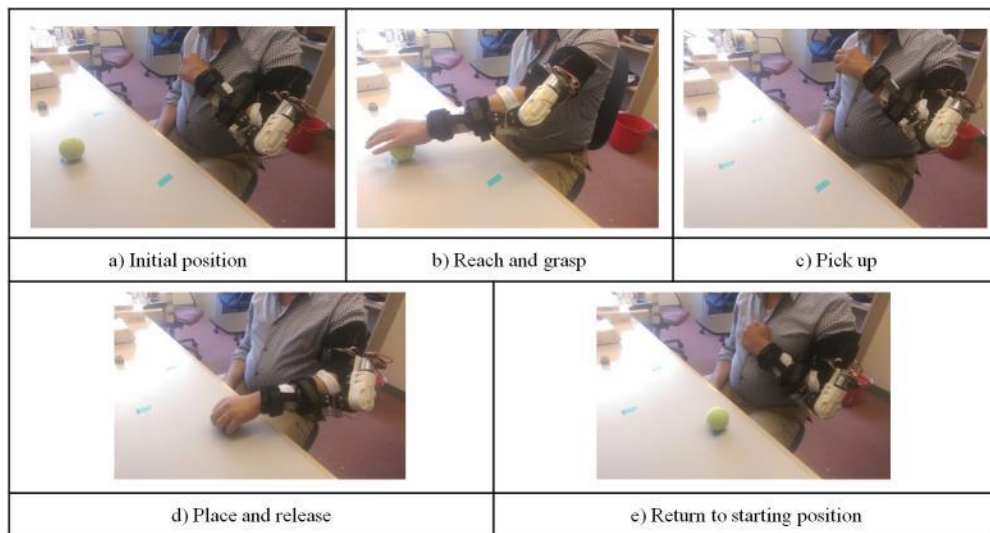 a) Initial position
b) Reach and grasp
c) Pick up
d) Place and release
e) Return to starting position